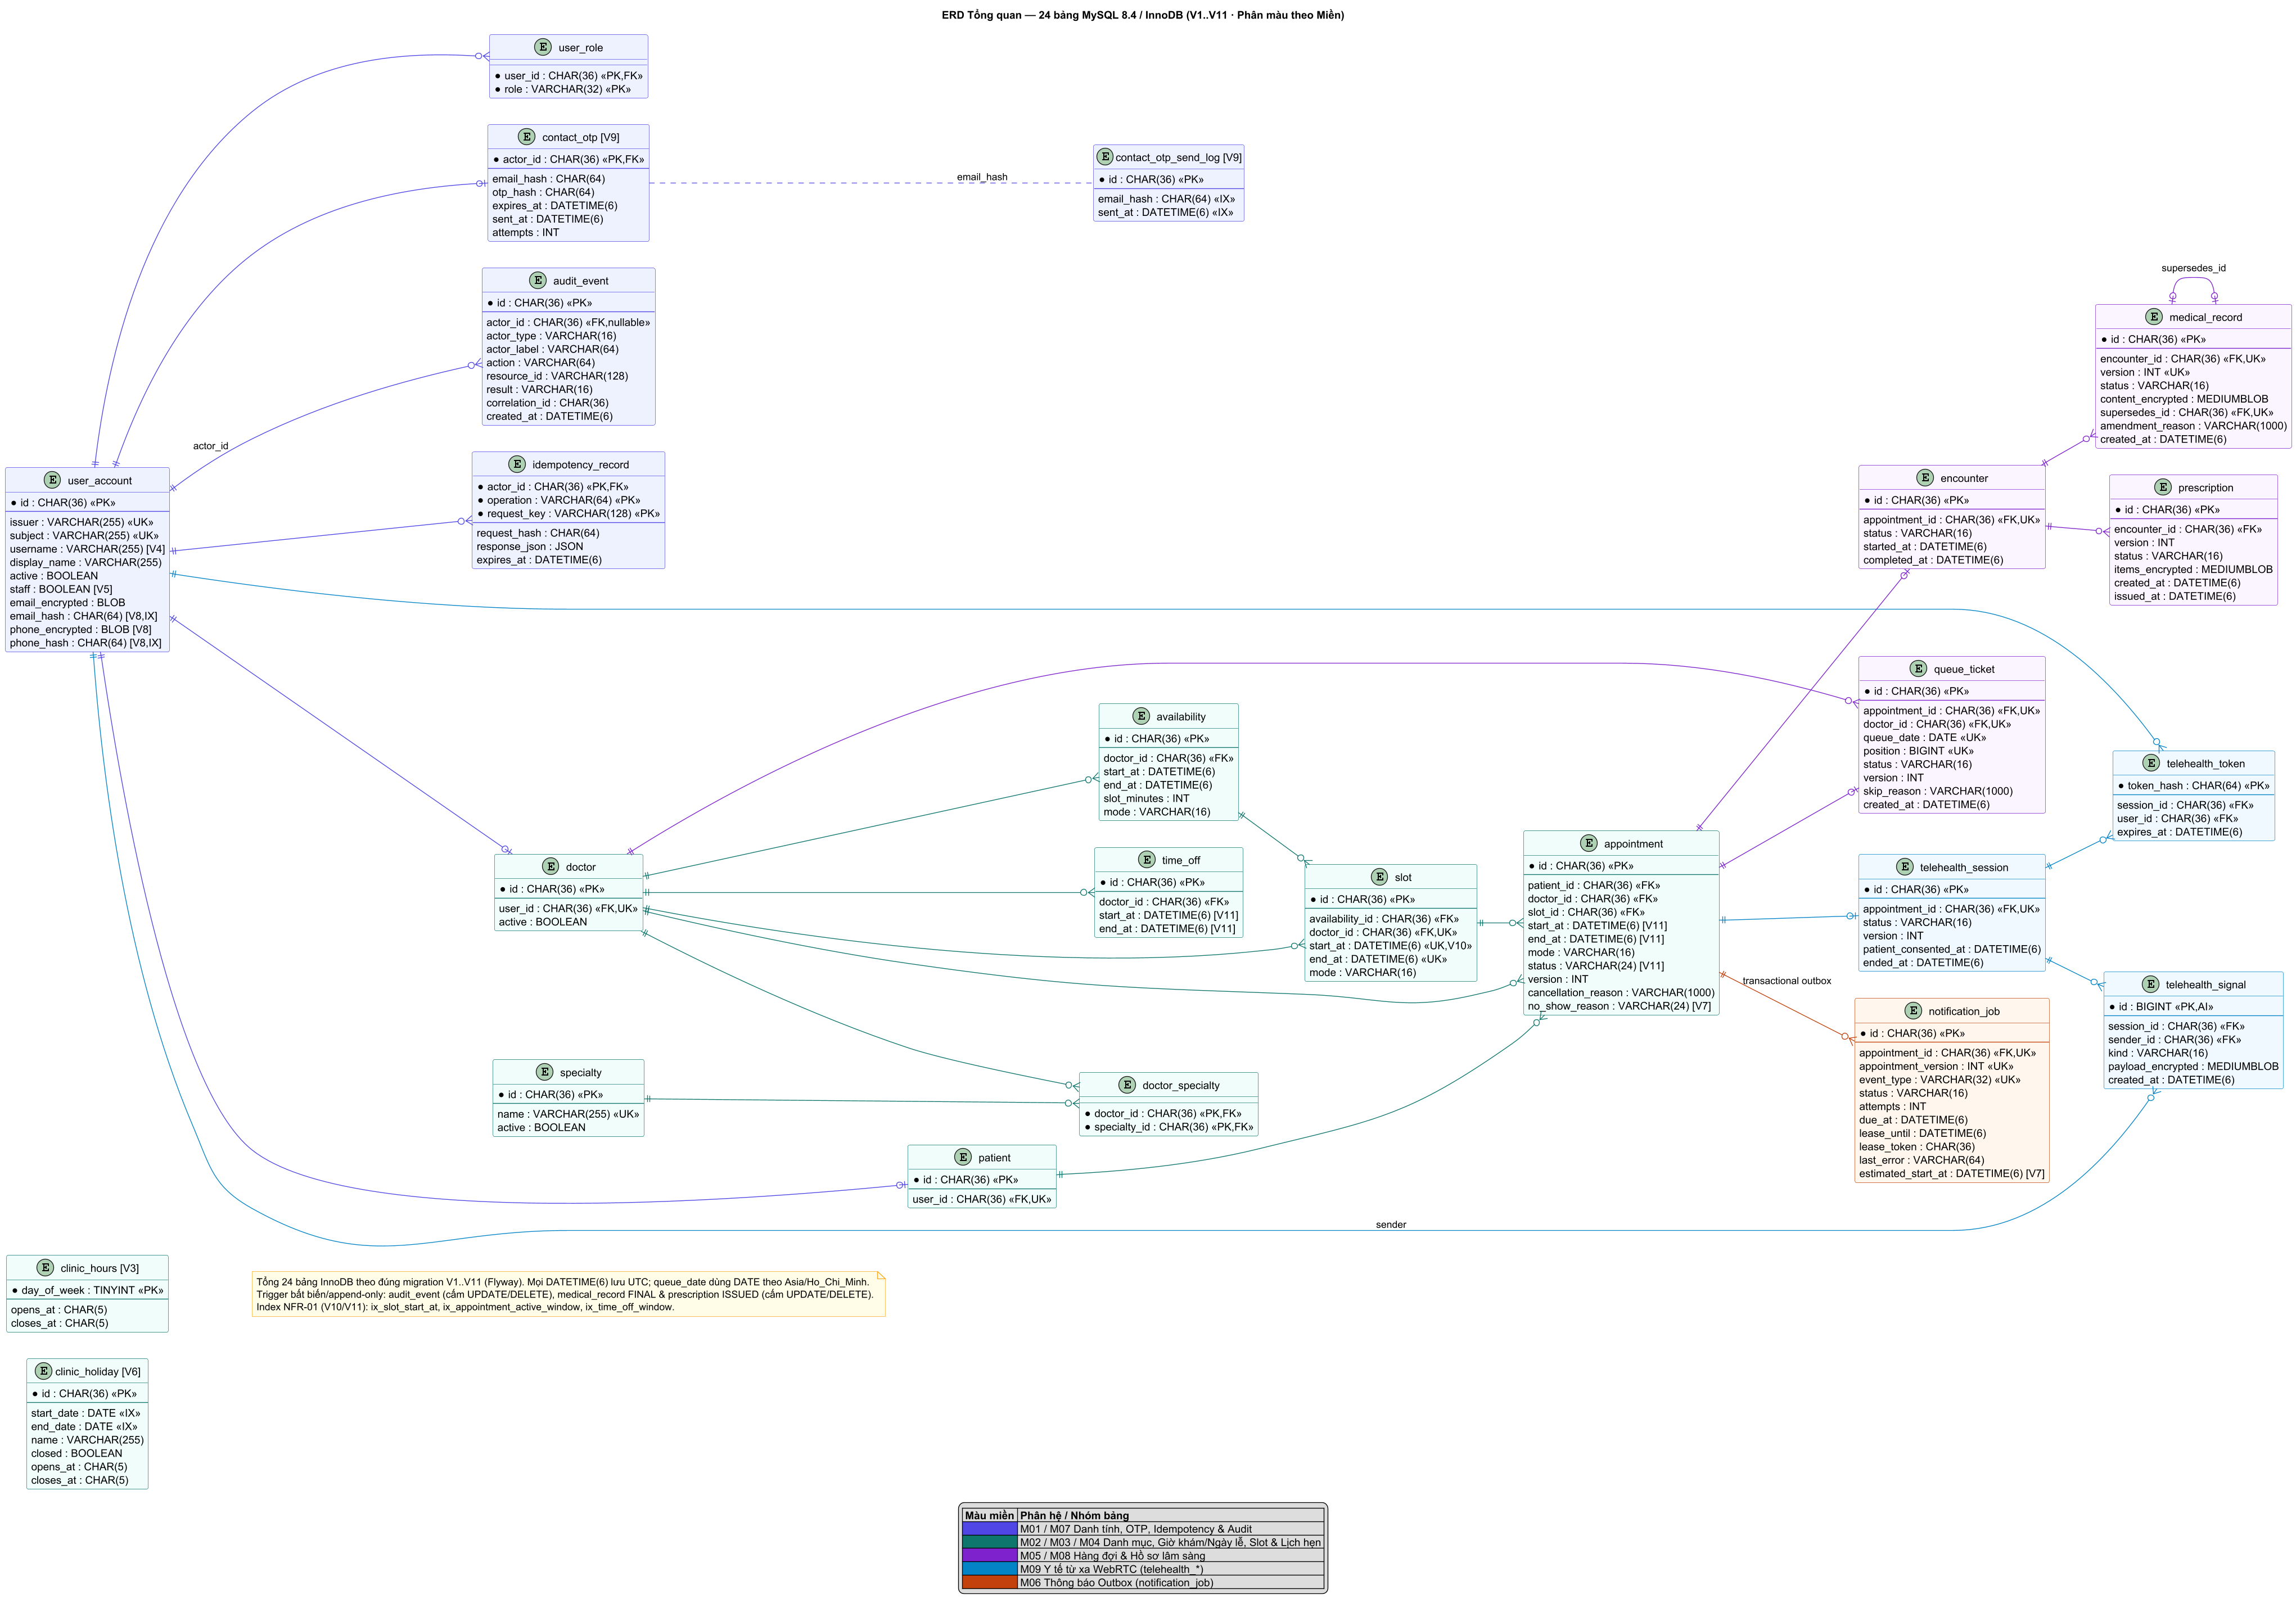 ERD Tổng quan — 24 bảng MySQL 8.4 / InnoDB (V1..V11 · Phân màu theo Miền)
E user_role
user_id : CHAR(36) «PK,FK»
role : VARCHAR(32) «PK»
E contact_otp [V9]
actor_id : CHAR(36) «PK,FK»
email_hash : CHAR(64)
otp_hash : CHAR(64)
expires_at : DATETIME(6)
sent_at : DATETIME(6)
attempts : INT
email_hash
E contact_otp_send_log [V9]
id : CHAR(36) «PK»
email_hash : CHAR(64) «IX»
sent_at : DATETIME(6) «IX»
E audit_event
id : CHAR(36) «PK»
actor_id : CHAR(36) «FK,nullable»
actor_type : VARCHAR(16)
actor_label : VARCHAR(64)
action : VARCHAR(64)
resource_id : VARCHAR(128)
result : VARCHAR(16)
correlation_id : CHAR(36)
created_at : DATETIME(6)
supersedes_id
E medical_record
id : CHAR(36) «PK»
encounter_id : CHAR(36) «FK,UK»
version : INT «UK»
status : VARCHAR(16)
content_encrypted : MEDIUMBLOB
supersedes_id : CHAR(36) «FK,UK»
amendment_reason : VARCHAR(1000)
created_at : DATETIME(6)
actor_id
E user_account
id : CHAR(36) «PK»
issuer : VARCHAR(255) «UK»
subject : VARCHAR(255) «UK»
username : VARCHAR(255) [V4]
display_name : VARCHAR(255)
active : BOOLEAN
staff : BOOLEAN [V5]
email_encrypted : BLOB
email_hash : CHAR(64) [V8,IX]
phone_encrypted : BLOB [V8]
phone_hash : CHAR(64) [V8,IX]
E idempotency_record
actor_id : CHAR(36) «PK,FK»
operation : VARCHAR(64) «PK»
request_key : VARCHAR(128) «PK»
request_hash : CHAR(64)
response_json : JSON
expires_at : DATETIME(6)
E encounter
id : CHAR(36) «PK»
appointment_id : CHAR(36) «FK,UK»
status : VARCHAR(16)
started_at : DATETIME(6)
completed_at : DATETIME(6)
E prescription
id : CHAR(36) «PK»
encounter_id : CHAR(36) «FK»
version : INT
status : VARCHAR(16)
items_encrypted : MEDIUMBLOB
created_at : DATETIME(6)
issued_at : DATETIME(6)
E queue_ticket
id : CHAR(36) «PK»
appointment_id : CHAR(36) «FK,UK»
doctor_id : CHAR(36) «FK,UK»
queue_date : DATE «UK»
position : BIGINT «UK»
status : VARCHAR(16)
version : INT
skip_reason : VARCHAR(1000)
created_at : DATETIME(6)
E availability
id : CHAR(36) «PK»
doctor_id : CHAR(36) «FK»
start_at : DATETIME(6)
end_at : DATETIME(6)
slot_minutes : INT
mode : VARCHAR(16)
E telehealth_token
token_hash : CHAR(64) «PK»
session_id : CHAR(36) «FK»
user_id : CHAR(36) «FK»
expires_at : DATETIME(6)
E doctor
id : CHAR(36) «PK»
user_id : CHAR(36) «FK,UK»
active : BOOLEAN
E time_off
id : CHAR(36) «PK»
doctor_id : CHAR(36) «FK»
start_at : DATETIME(6) [V11]
end_at : DATETIME(6) [V11]
E slot
id : CHAR(36) «PK»
availability_id : CHAR(36) «FK»
doctor_id : CHAR(36) «FK,UK»
start_at : DATETIME(6) «UK,V10»
end_at : DATETIME(6) «UK»
mode : VARCHAR(16)
E appointment
id : CHAR(36) «PK»
patient_id : CHAR(36) «FK»
doctor_id : CHAR(36) «FK»
slot_id : CHAR(36) «FK»
start_at : DATETIME(6) [V11]
end_at : DATETIME(6) [V11]
mode : VARCHAR(16)
status : VARCHAR(24) [V11]
version : INT
cancellation_reason : VARCHAR(1000)
no_show_reason : VARCHAR(24) [V7]
E telehealth_session
id : CHAR(36) «PK»
appointment_id : CHAR(36) «FK,UK»
status : VARCHAR(16)
version : INT
patient_consented_at : DATETIME(6)
ended_at : DATETIME(6)
transactional outbox
E telehealth_signal
id : BIGINT «PK,AI»
session_id : CHAR(36) «FK»
sender_id : CHAR(36) «FK»
kind : VARCHAR(16)
payload_encrypted : MEDIUMBLOB
created_at : DATETIME(6)
E notification_job
id : CHAR(36) «PK»
appointment_id : CHAR(36) «FK,UK»
appointment_version : INT «UK»
event_type : VARCHAR(32) «UK»
status : VARCHAR(16)
attempts : INT
due_at : DATETIME(6)
lease_until : DATETIME(6)
lease_token : CHAR(36)
last_error : VARCHAR(64)
estimated_start_at : DATETIME(6) [V7]
E specialty
id : CHAR(36) «PK»
name : VARCHAR(255) «UK»
active : BOOLEAN
E doctor_specialty
doctor_id : CHAR(36) «PK,FK»
specialty_id : CHAR(36) «PK,FK»
E patient
id : CHAR(36) «PK»
user_id : CHAR(36) «FK,UK»
sender
E clinic_hours [V3]
day_of_week : TINYINT «PK»
opens_at : CHAR(5)
closes_at : CHAR(5)
Tổng 24 bảng InnoDB theo đúng migration V1..V11 (Flyway). Mọi DATETIME(6) lưu UTC; queue_date dùng DATE theo Asia/Ho_Chi_Minh.
Trigger bất biến/append-only: audit_event (cấm UPDATE/DELETE), medical_record FINAL & prescription ISSUED (cấm UPDATE/DELETE).
Index NFR-01 (V10/V11): ix_slot_start_at, ix_appointment_active_window, ix_time_off_window.
E clinic_holiday [V6]
id : CHAR(36) «PK»
start_date : DATE «IX»
end_date : DATE «IX»
name : VARCHAR(255)
closed : BOOLEAN
opens_at : CHAR(5)
closes_at : CHAR(5)
Màu miền Phân hệ / Nhóm bảng
M01 / M07 Danh tính, OTP, Idempotency & Audit
M02 / M03 / M04 Danh mục, Giờ khám/Ngày lễ, Slot & Lịch hẹn
M05 / M08 Hàng đợi & Hồ sơ lâm sàng
M09 Y tế từ xa WebRTC (telehealth_*)
M06 Thông báo Outbox (notification_job)